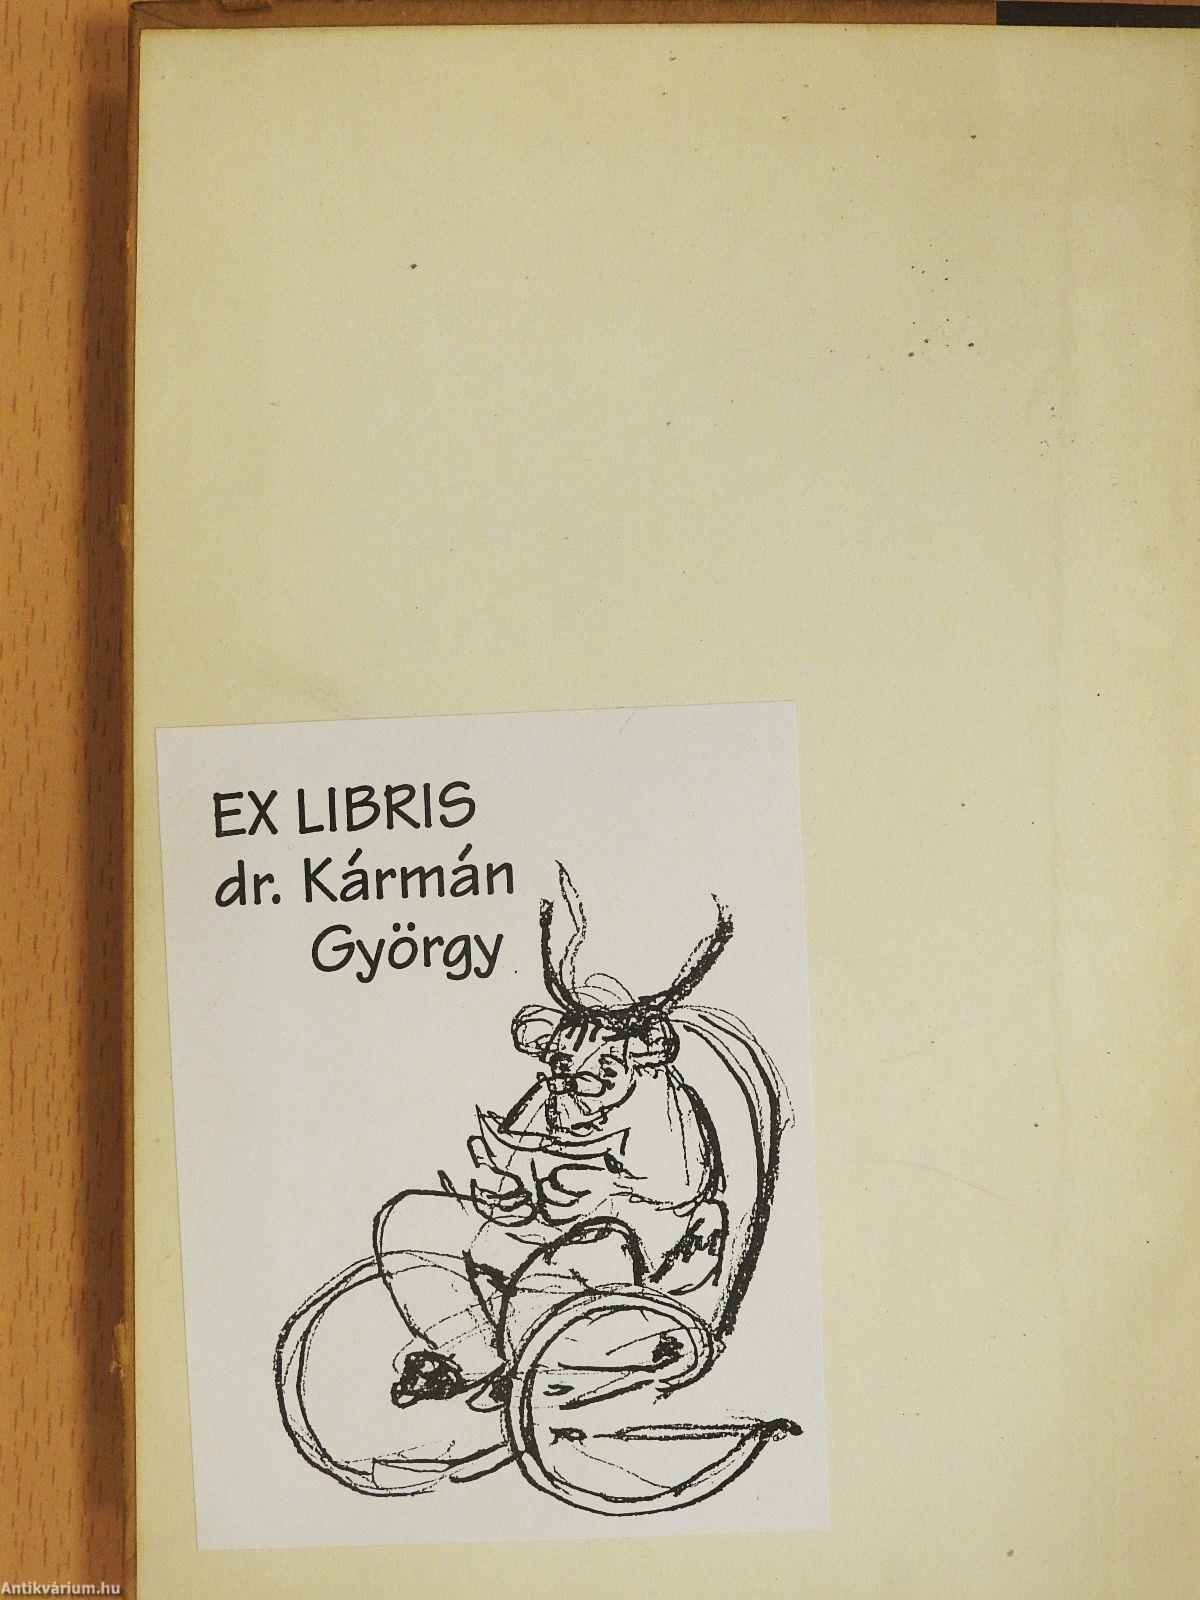 EX LIBRIS
dr. Kármán
György
Antikvárium.hu